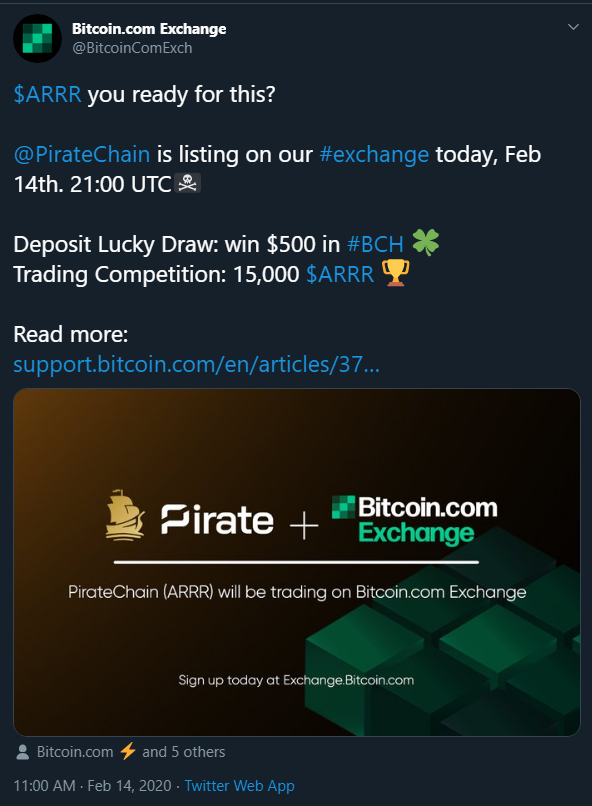 Bitcoin.com Exchange
@BitcoinComExch
$ARRR you ready for this?
@PirateChain is listing on our #exchange today, Feb
14th. 21:00 UTC☠️
Deposit Lucky Draw: win $500 in #BCH 🍀
Trading Competition: 15,000 $ARRR 🏆
Read more:
support.bitcoin.com/en/articles/37...
Pirate + Bitcoin.com
Exchange
PirateChain (ARRR) will be trading on Bitcoin.com Exchange
Sign up today at Exchange.Bitcoin.com
Bitcoin.com ⚡ and 5 others
11:00 AM · Feb 14, 2020 · Twitter Web App